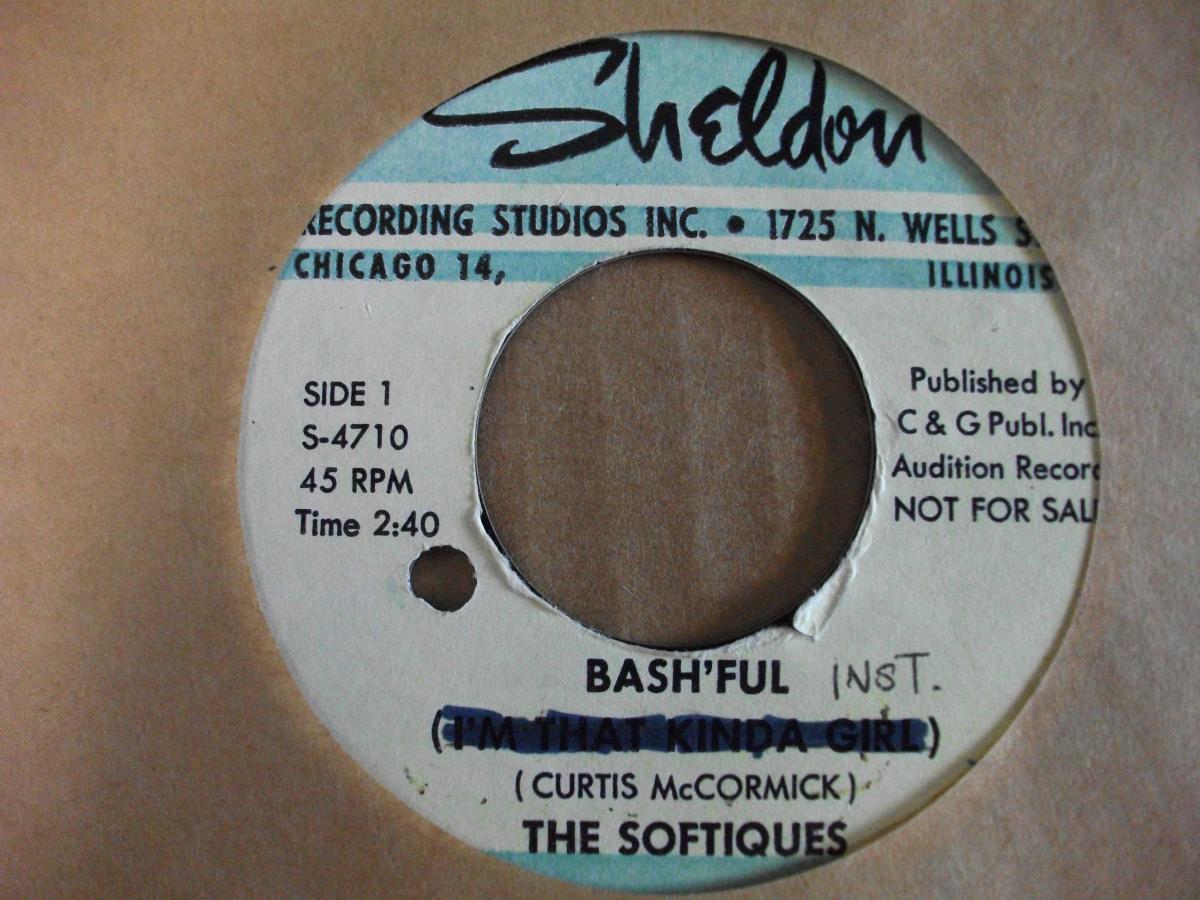 Sheldon
RECORDING STUDIOS INC. • 1725 N. WELLS S
CHICAGO 14, ILLINOIS
SIDE 1
S-4710
45 RPM
Time 2:40
Published by
C & G Publ. Inc
Audition Record
NOT FOR SAL
BASH'FUL INST.
(I'M THAT KINDA GIRL)
(CURTIS McCORMICK)
THE SOFTIQUES